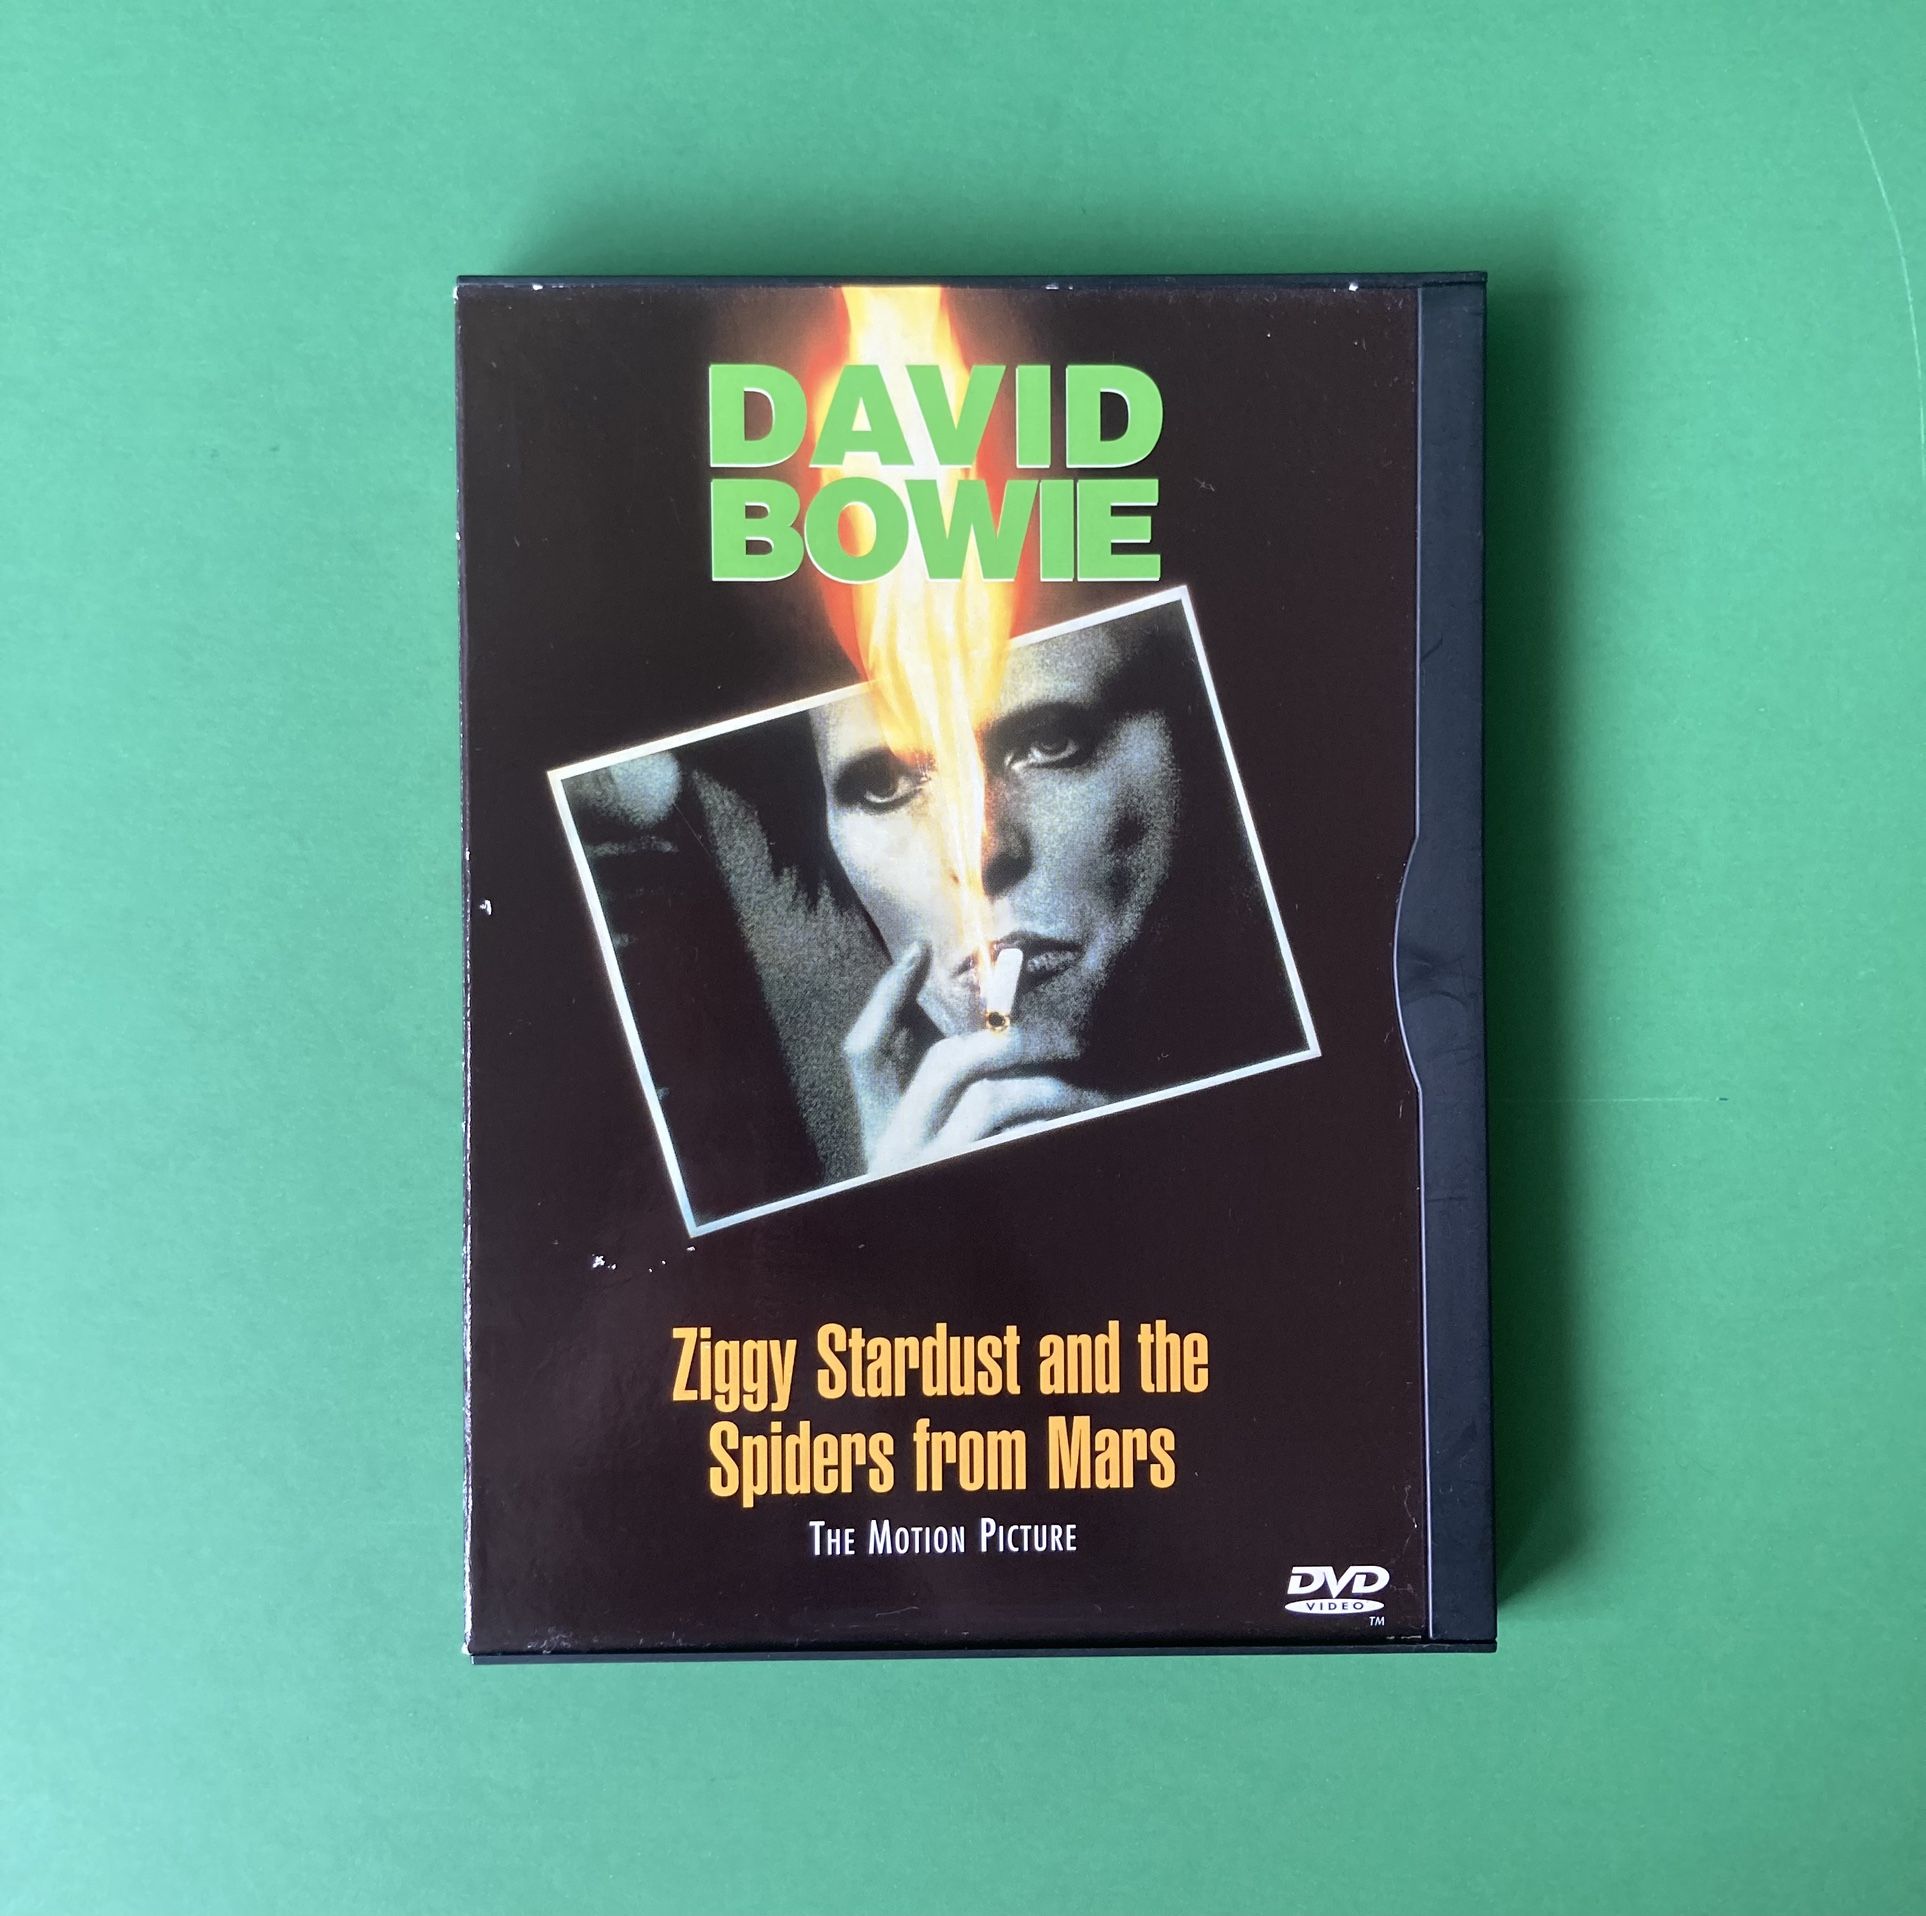 DAVID
BOWIE
Ziggy Stardust and the
Spiders from Mars
THE MOTION PICTURE
DVD
VIDEO
TM